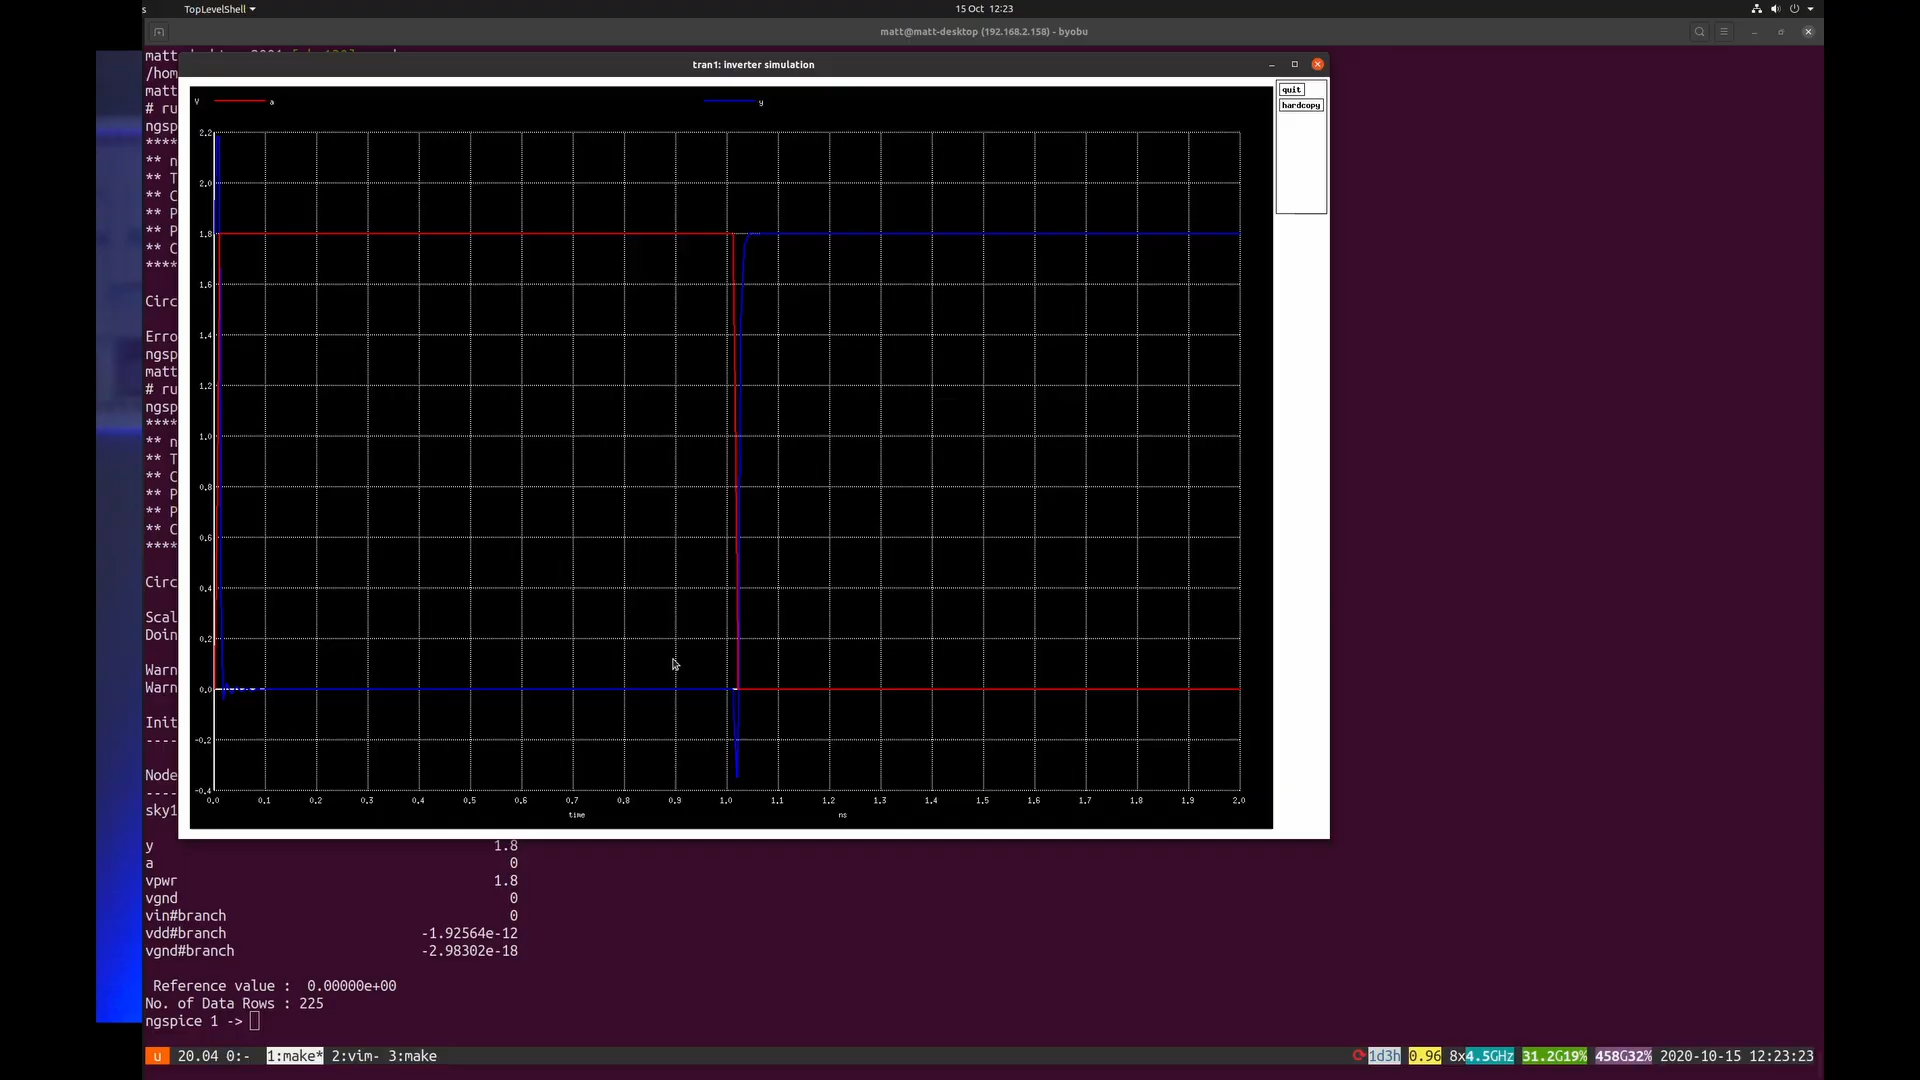 s TopLevelShell 15 Oct 12:23
matt@matt-desktop (192.168.2.158) - byobu
matt
tran1: inverter simulation
/hom
quit
hardcopy
matt
V a y
# ru
ngsp
****
** n
** T
** C
** P
** P
** C
****
Circ
Erro
ngsp
matt
# ru
ngsp
****
** n
** T
** C
** P
** P
** C
****
Circ
Scal
Doin
Warn
Warn
Init
----
Node
----
sky1
2.2
2.0
1.8
1.6
1.4
1.2
1.0
0.8
0.6
0.4
0.2
0.0
-0.2
-0.4
0.0 0.1 0.2 0.3 0.4 0.5 0.6 0.7 0.8 0.9 1.0 1.1 1.2 1.3 1.4 1.5 1.6 1.7 1.8 1.9 2.0
time ns
y 1.8
a 0
vpwr 1.8
vgnd 0
vin#branch 0
vdd#branch -1.92564e-12
vgnd#branch -2.98302e-18
Reference value : 0.00000e+00
No. of Data Rows : 225
ngspice 1 ->
u 20.04 0:- 1:make* 2:vim- 3:make 1d3h 0.96 8x4.5GHz 31.2G19% 458G32% 2020-10-15 12:23:23